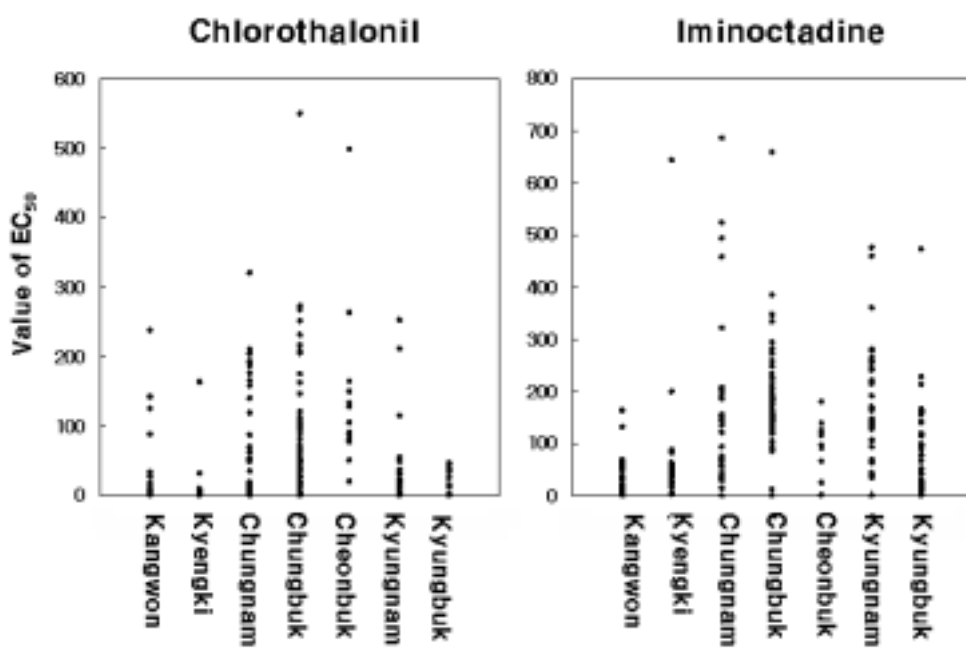 Chlorothalonil
Iminoctadine
Value of EC50
600
500
400
300
200
100
0
Kangwon
Kyengki
Chungnam
Chungbuk
Cheonbuk
Kyungnam
Kyungbuk
800
700
600
500
400
300
200
100
0
Kangwon
Kyengki
Chungnam
Chungbuk
Cheonbuk
Kyungnam
Kyungbuk